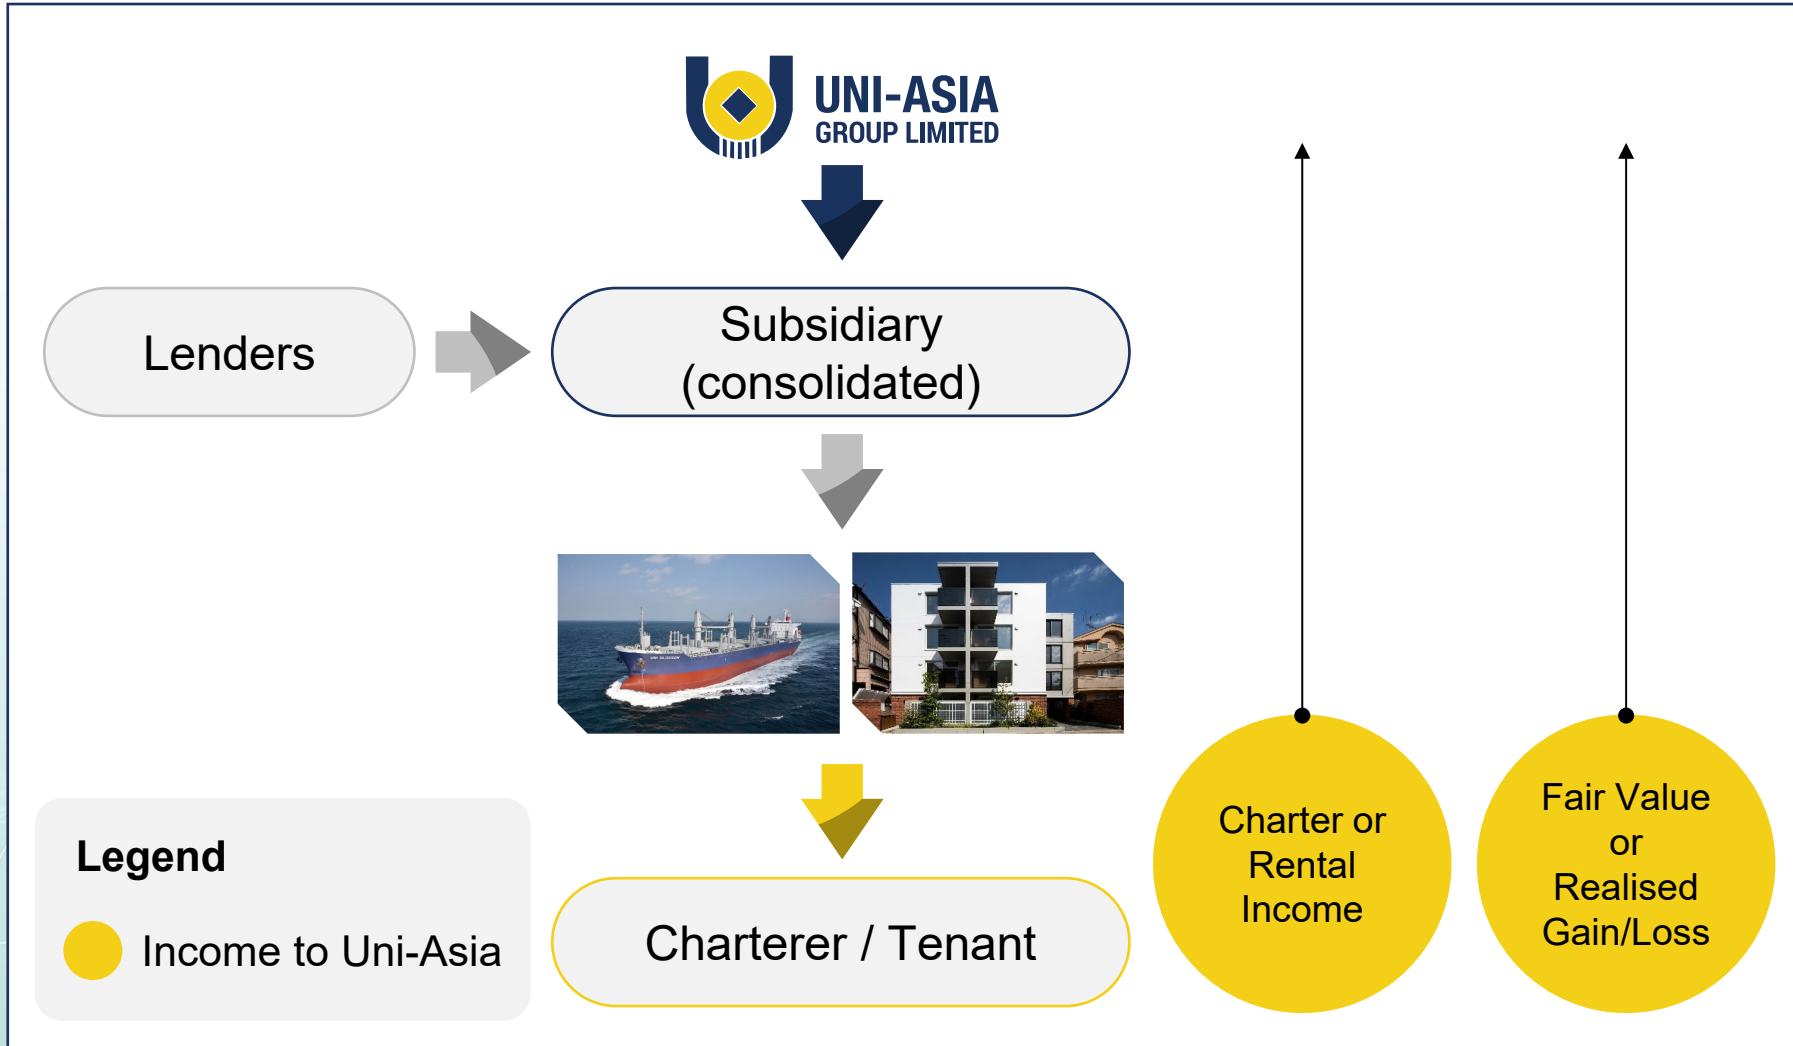 UNI-ASIA
GROUP LIMITED
Lenders
Subsidiary
(consolidated)
Legend
Income to Uni-Asia
Charterer / Tenant
Charter or
Rental
Income
Fair Value
or
Realised
Gain/Loss